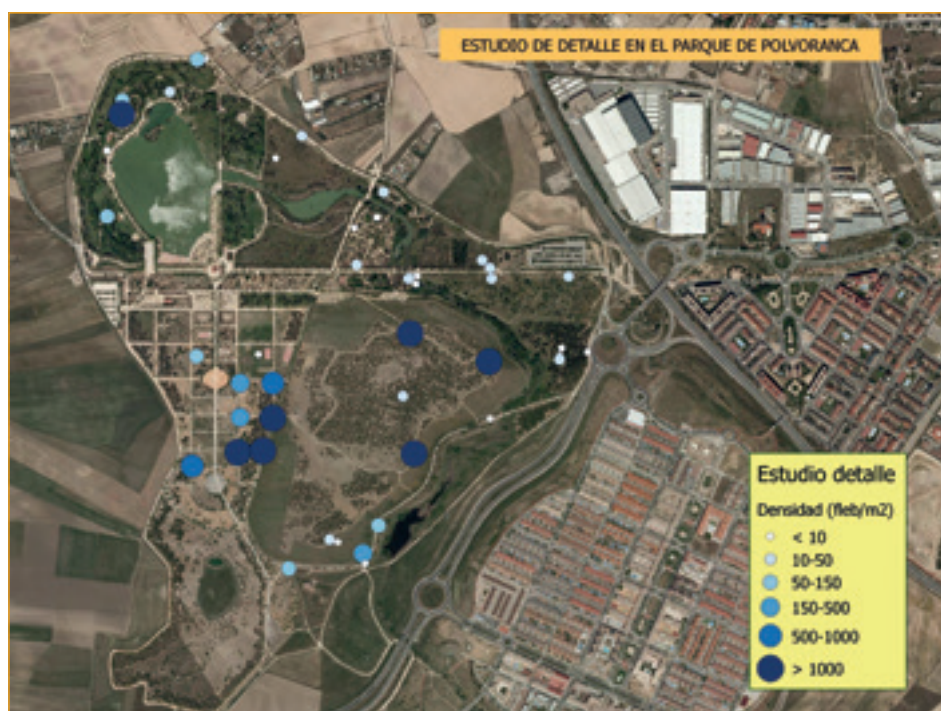 ESTUDIO DE DETALLE EN EL PARQUE DE POLVORANCA
Estudio detalle
Densidad (fleb/m2)
< 10
10-50
50-150
150-500
500-1000
> 1000